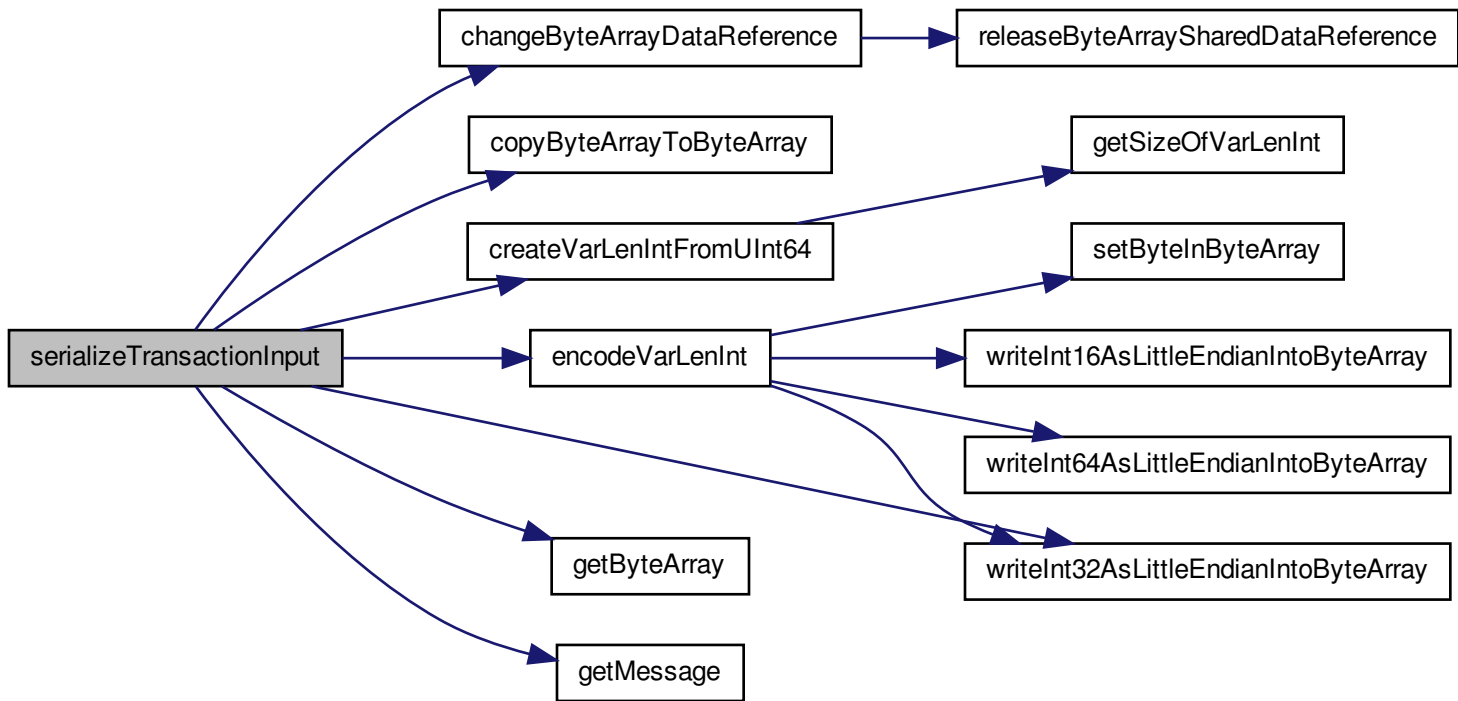 changeByteArrayDataReference
releaseByteArraySharedDataReference
copyByteArrayToByteArray
getSizeOfVarLenInt
createVarLenIntFromUInt64
setByteInByteArray
serializeTransactionInput
encodeVarLenInt
writeInt16AsLittleEndianIntoByteArray
writeInt64AsLittleEndianIntoByteArray
getByteArray
writeInt32AsLittleEndianIntoByteArray
getMessage